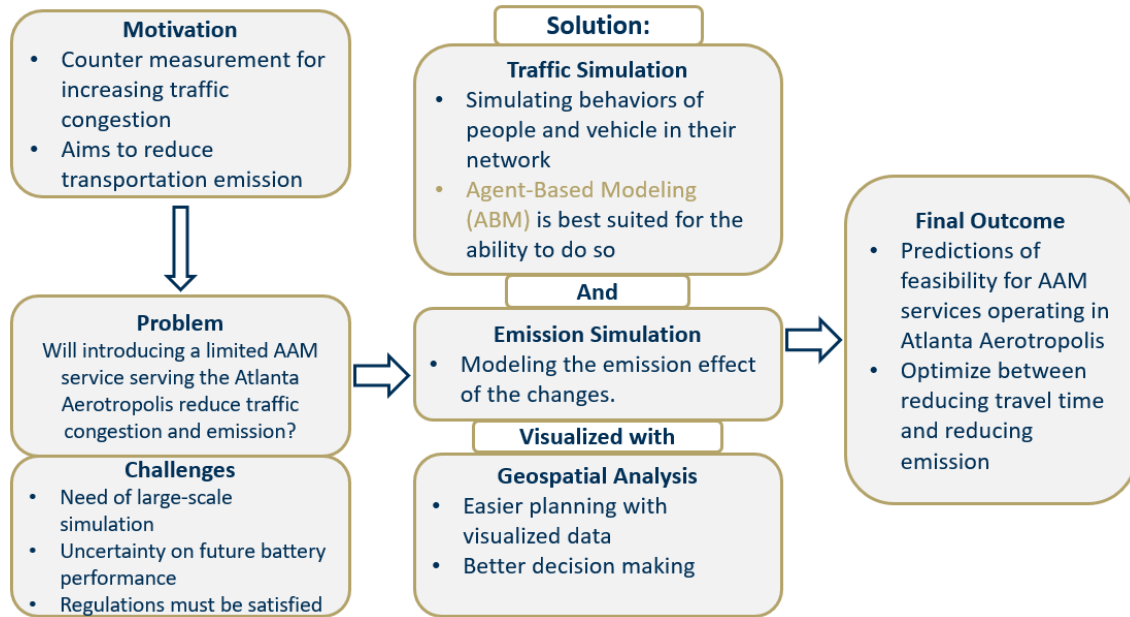 Motivation
• Counter measurement for
increasing traffic
congestion
• Aims to reduce
transportation emission
Problem
Will introducing a limited AAM
service serving the Atlanta
Aerotropolis reduce traffic
congestion and emission?
Challenges
• Need of large-scale
simulation
• Uncertainty on future battery
performance
• Regulations must be satisfied
Solution:
Traffic Simulation
• Simulating behaviors of
people and vehicle in their
network
• Agent-Based Modeling
(ABM) is best suited for the
ability to do so
And
Emission Simulation
• Modeling the emission effect
of the changes.
Visualized with
Geospatial Analysis
• Easier planning with
visualized data
• Better decision making
Final Outcome
• Predictions of
feasibility for AAM
services operating in
Atlanta Aerotropolis
• Optimize between
reducing travel time
and reducing
emission